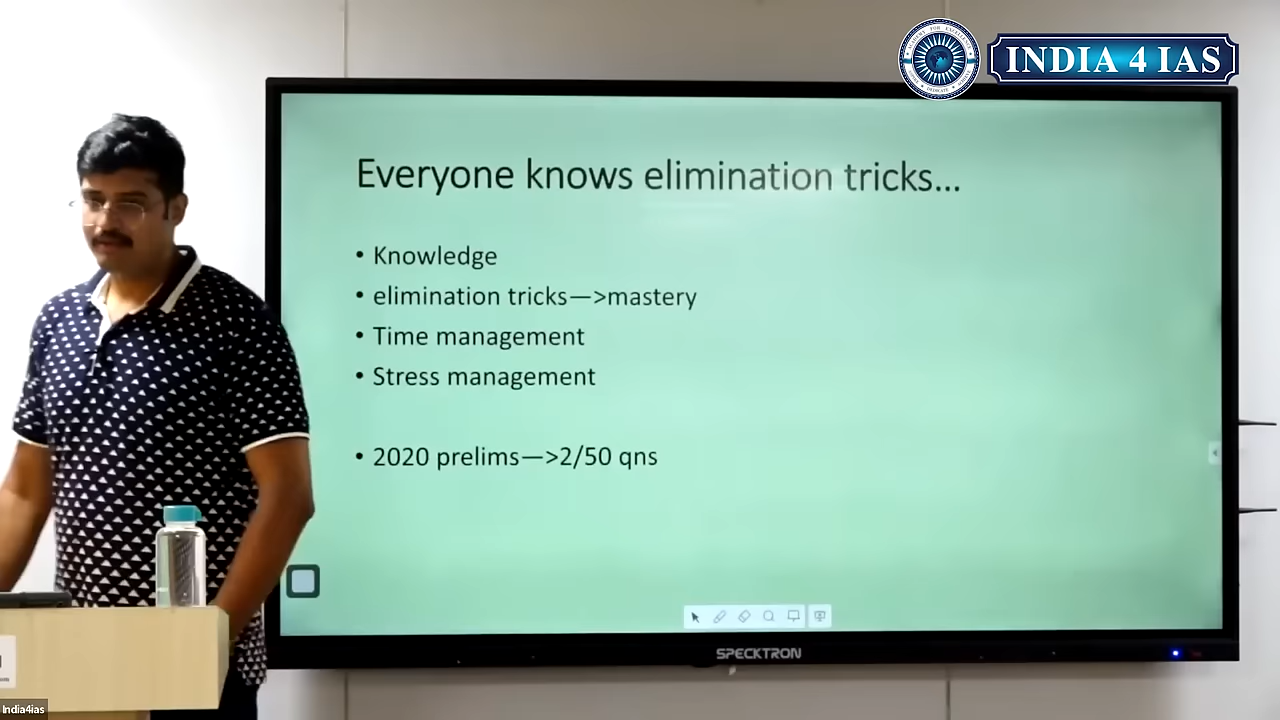 INDIA 4 IAS
Everyone knows elimination tricks...
• Knowledge
• elimination tricks—>mastery
• Time management
• Stress management
• 2020 prelims—>2/50 qns
SPECKTRON
India4ias